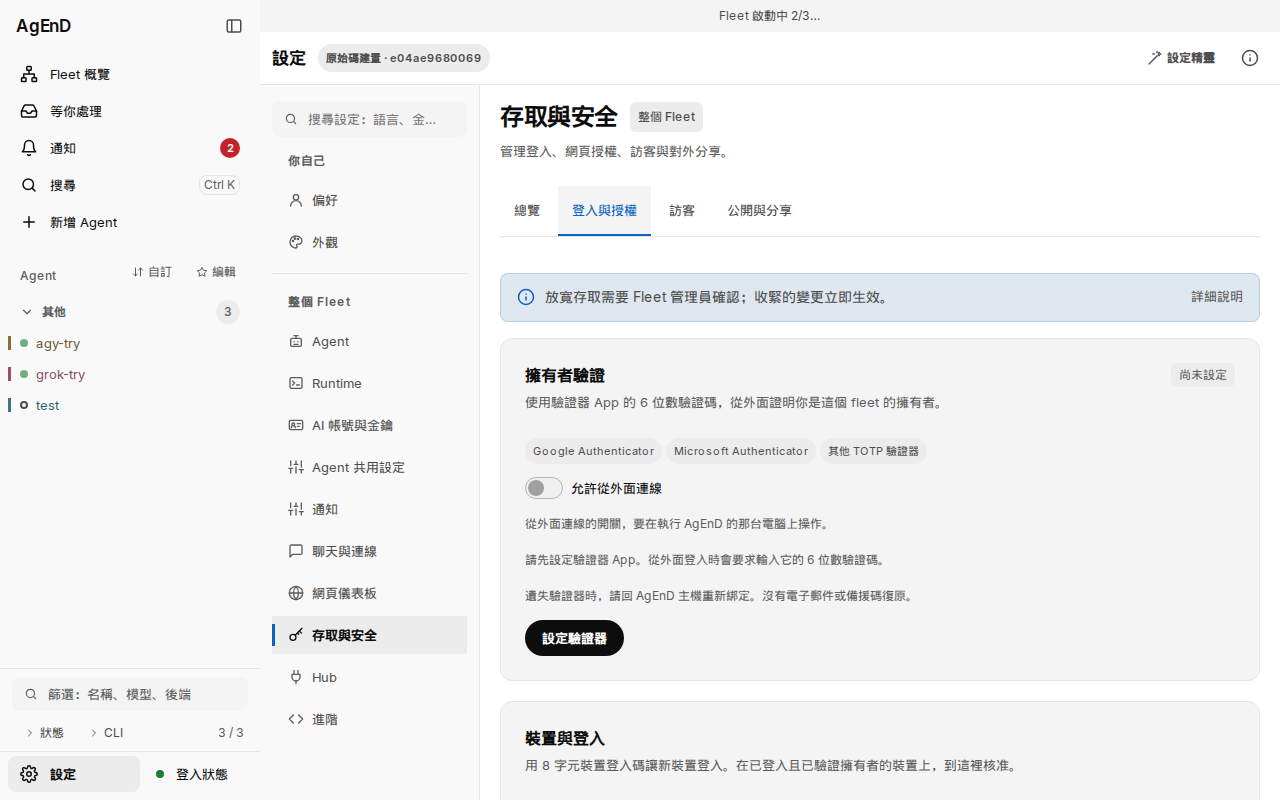 AgEnD
Fleet 概覽
等你處理
通知
2
搜尋
Ctrl K
新增 Agent
Agent
自訂
編輯
其他
3
agy-try
grok-try
test
篩選：名稱、模型、後端
狀態
CLI
3 / 3
設定
登入狀態
Fleet 啟動中 2/3…
設定
原始碼建置 · e04ae9680069
設定精靈
搜尋設定：語言、金…
你自己
偏好
外觀
整個 Fleet
Agent
Runtime
AI 帳號與金鑰
Agent 共用設定
通知
聊天與連線
網頁儀表板
存取與安全
Hub
進階
存取與安全
整個 Fleet
管理登入、網頁授權、訪客與對外分享。
總覽
登入與授權
訪客
公開與分享
放寬存取需要 Fleet 管理員確認；收緊的變更立即生效。
詳細說明
擁有者驗證
尚未設定
使用驗證器 App 的 6 位數驗證碼，從外面證明你是這個 fleet 的擁有者。
Google Authenticator
Microsoft Authenticator
其他 TOTP 驗證器
允許從外面連線
從外面連線的開關，要在執行 AgEnD 的那台電腦上操作。
請先設定驗證器 App。從外面登入時會要求輸入它的 6 位數驗證碼。
遺失驗證器時，請回 AgEnD 主機重新綁定。沒有電子郵件或備援碼復原。
設定驗證器
裝置與登入
用 8 字元裝置登入碼讓新裝置登入。在已登入且已驗證擁有者的裝置上，到這裡核准。